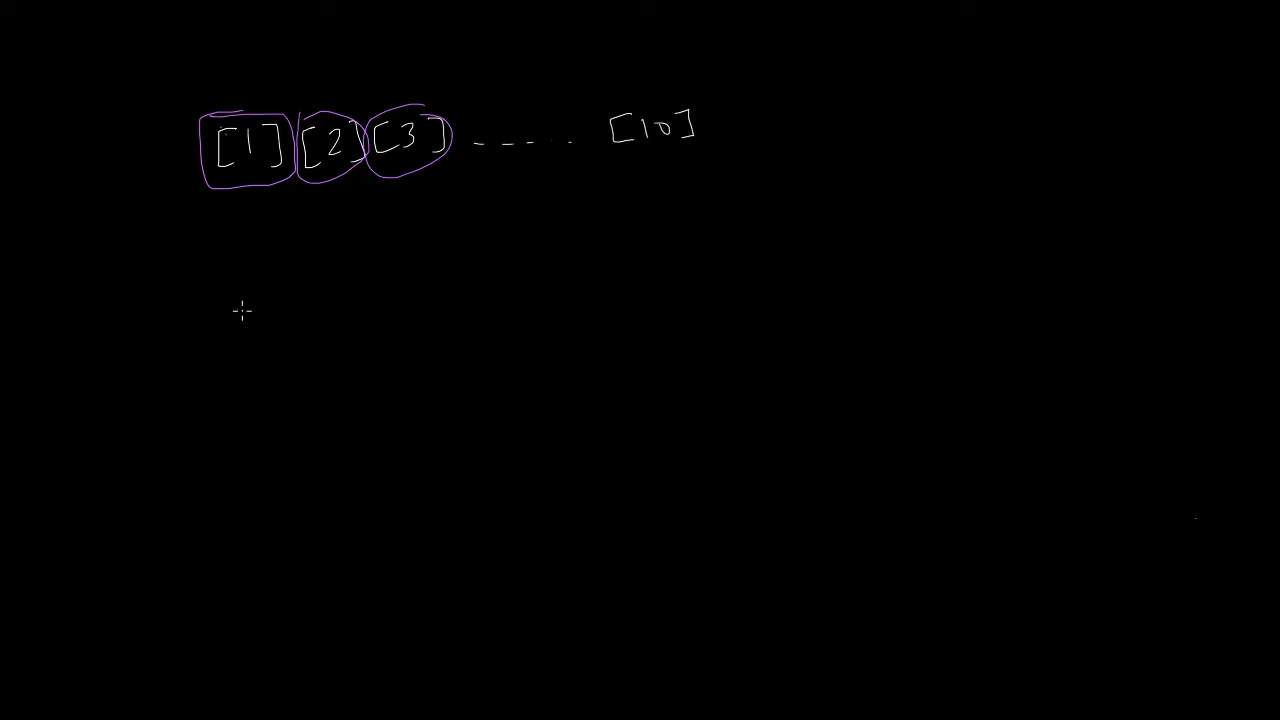 [1] [2] [3] ------ [10]